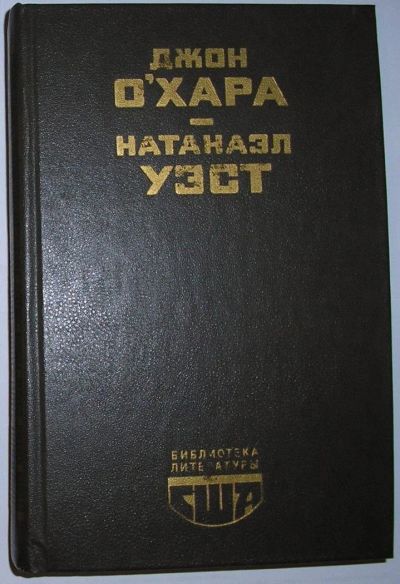 ДЖОН
О'ХАРА
–
НАТАНАЭЛ
УЭСТ
БИБЛИОТЕКА
ЛИТЕРАТУРЫ
США